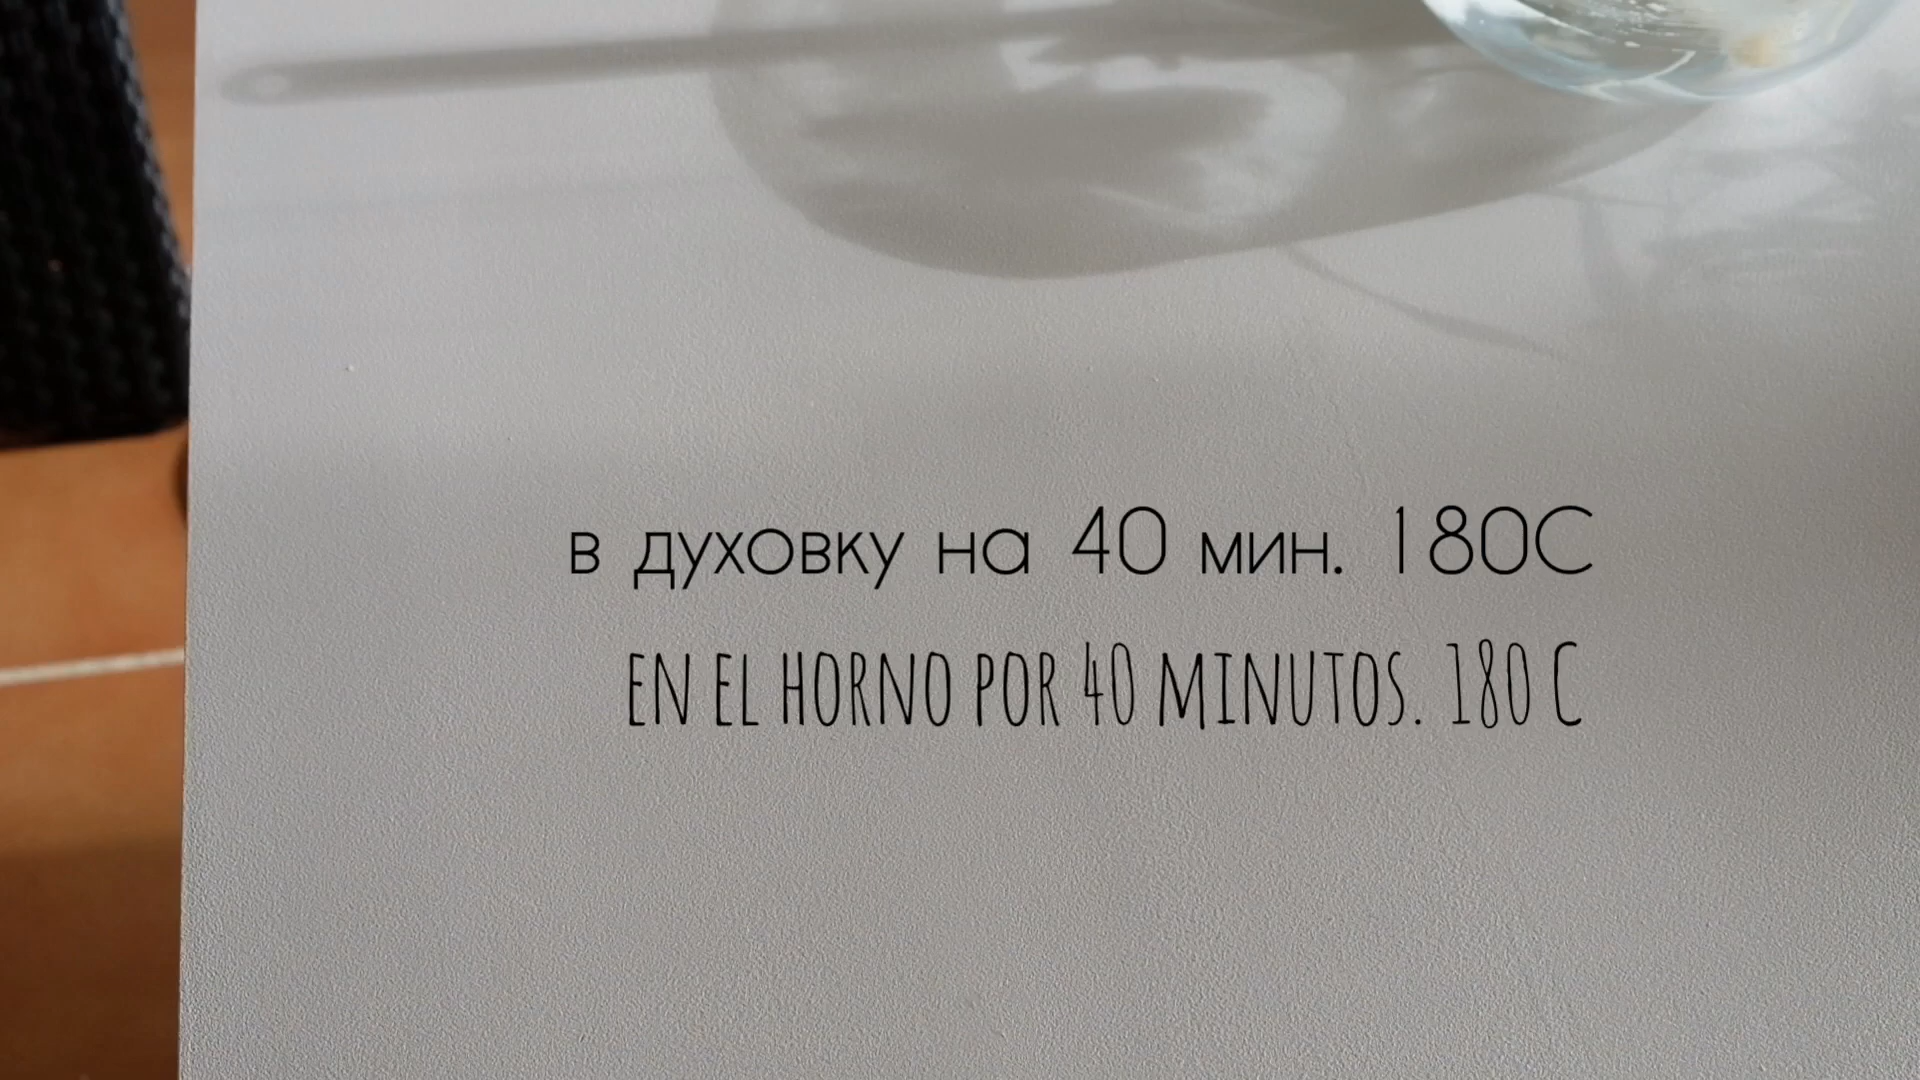 в духовку на 40 мин. 180С
EN EL HORNO POR 40 MINUTOS. 180 C